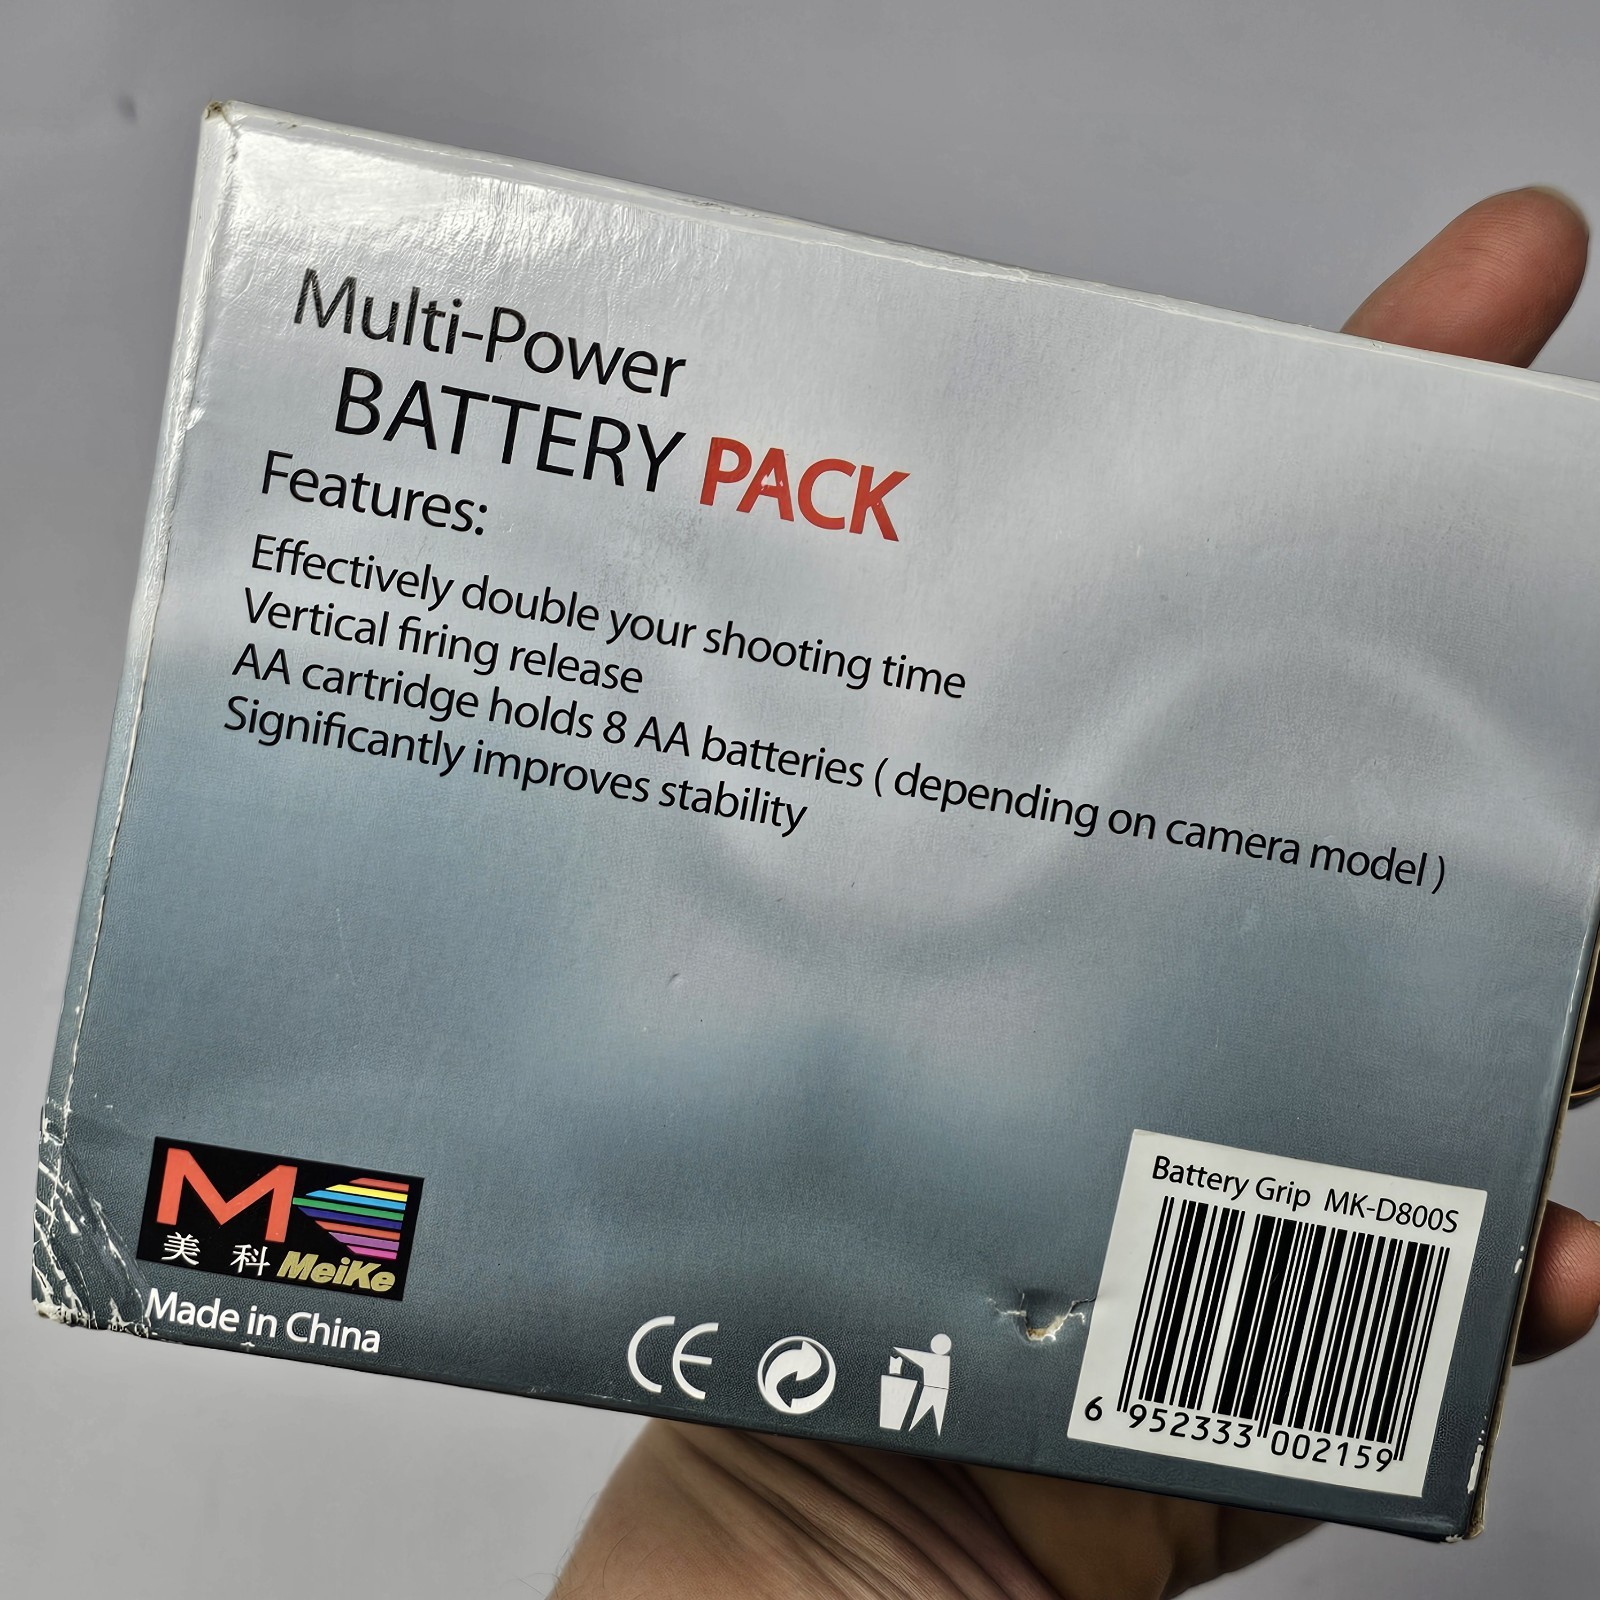 Multi-Power
BATTERY PACK
Features:
Effectively double your shooting time
Vertical firing release
AA cartridge holds 8 AA batteries ( depending on camera model )
Significantly improves stability
M
美 科 MeiKe
Made in China
CE
Battery Grip MK-D800S
6 952333 002159